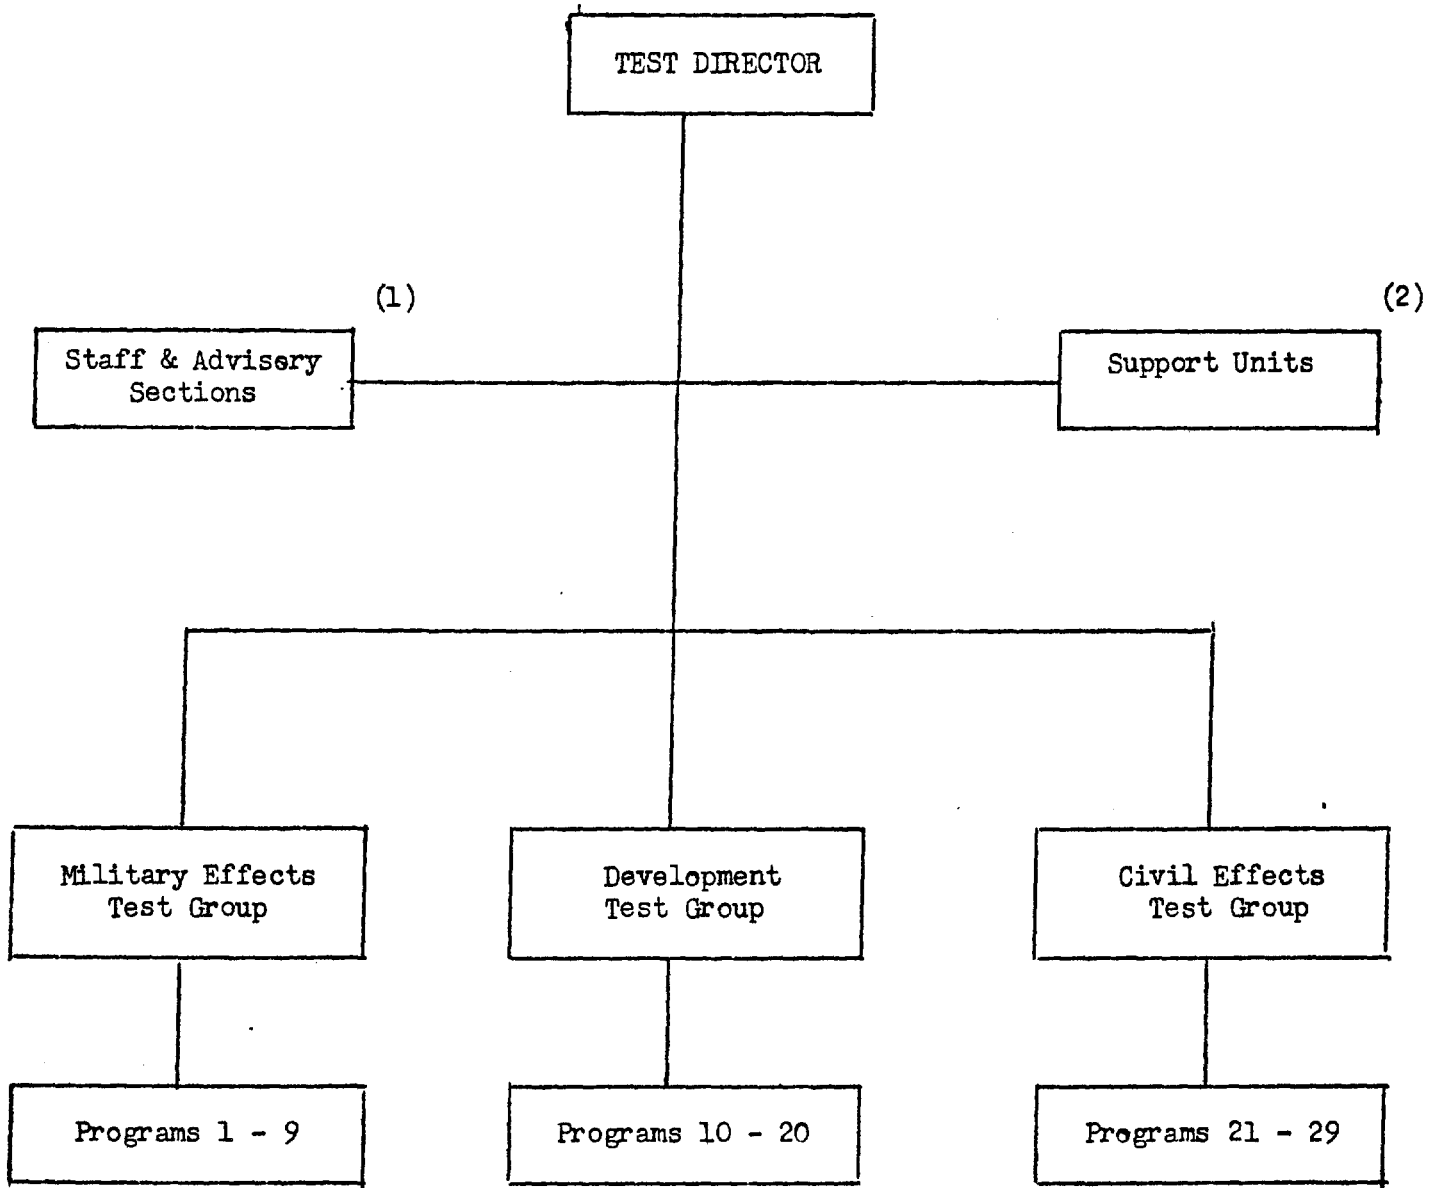 TEST DIRECTOR
(1)
(2)
Staff & Advisory
Sections
Support Units
Military Effects
Test Group
Development
Test Group
Civil Effects
Test Group
Programs 1 - 9
Programs 10 - 20
Programs 21 - 29